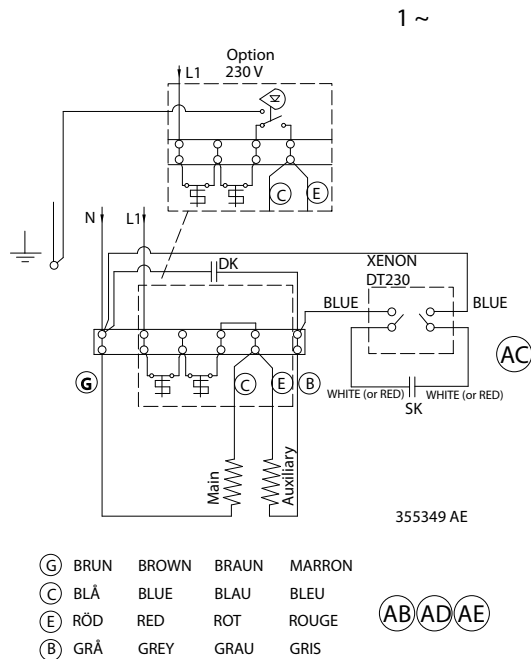 1 ~
Option
230 V
L1
C E
N L1
DK
XENON
DT230
BLUE BLUE
AC
G C E B
WHITE (or RED) WHITE (or RED)
SK
Main Auxiliary
355349 AE
G BRUN BROWN BRAUN MARRON
C BLÅ BLUE BLAU BLEU
E RÖD RED ROT ROUGE
B GRÅ GREY GRAU GRIS
AB AD AE